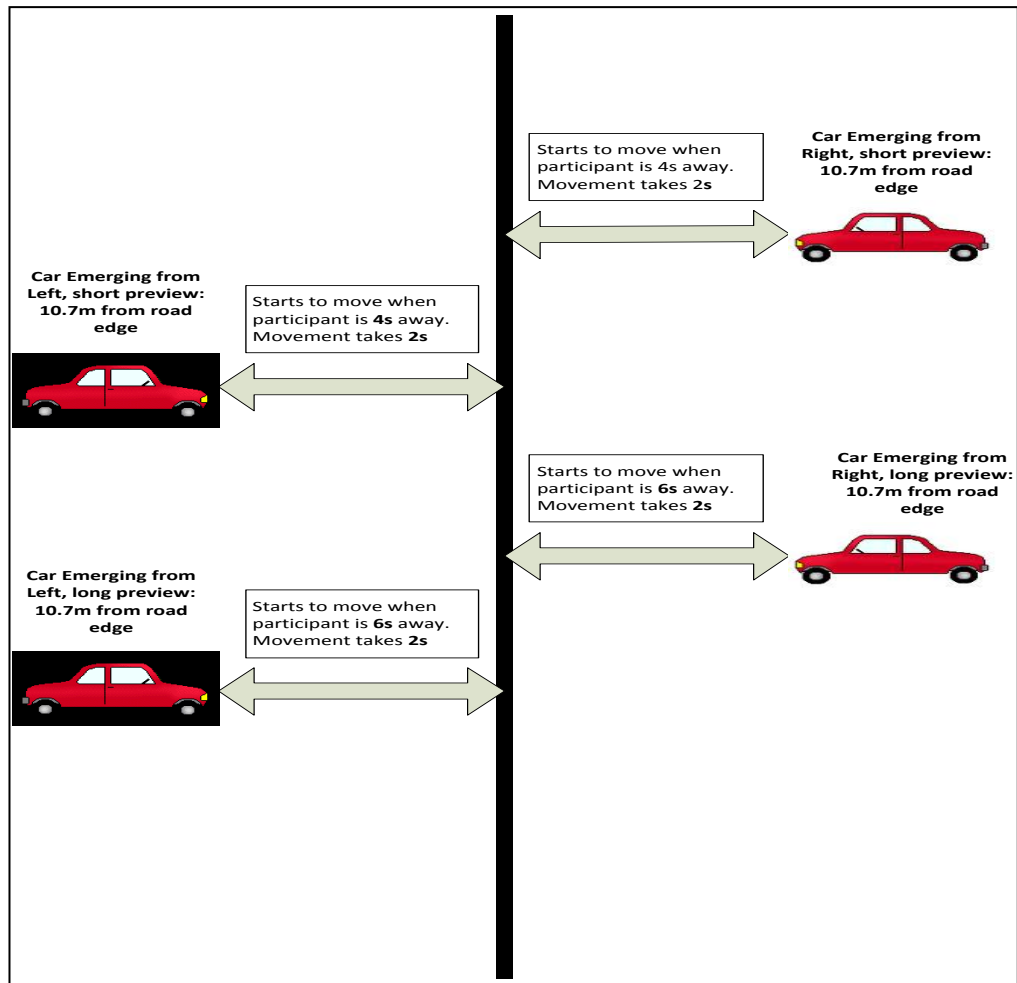 Starts to move when
participant is 4s away.
Movement takes 2s
Car Emerging from
Right, short preview:
10.7m from road
edge
Car Emerging from
Left, short preview:
10.7m from road
edge
Starts to move when
participant is 4s away.
Movement takes 2s
Starts to move when
participant is 6s away.
Movement takes 2s
Car Emerging from
Right, long preview:
10.7m from road
edge
Car Emerging from
Left, long preview:
10.7m from road
edge
Starts to move when
participant is 6s away.
Movement takes 2s